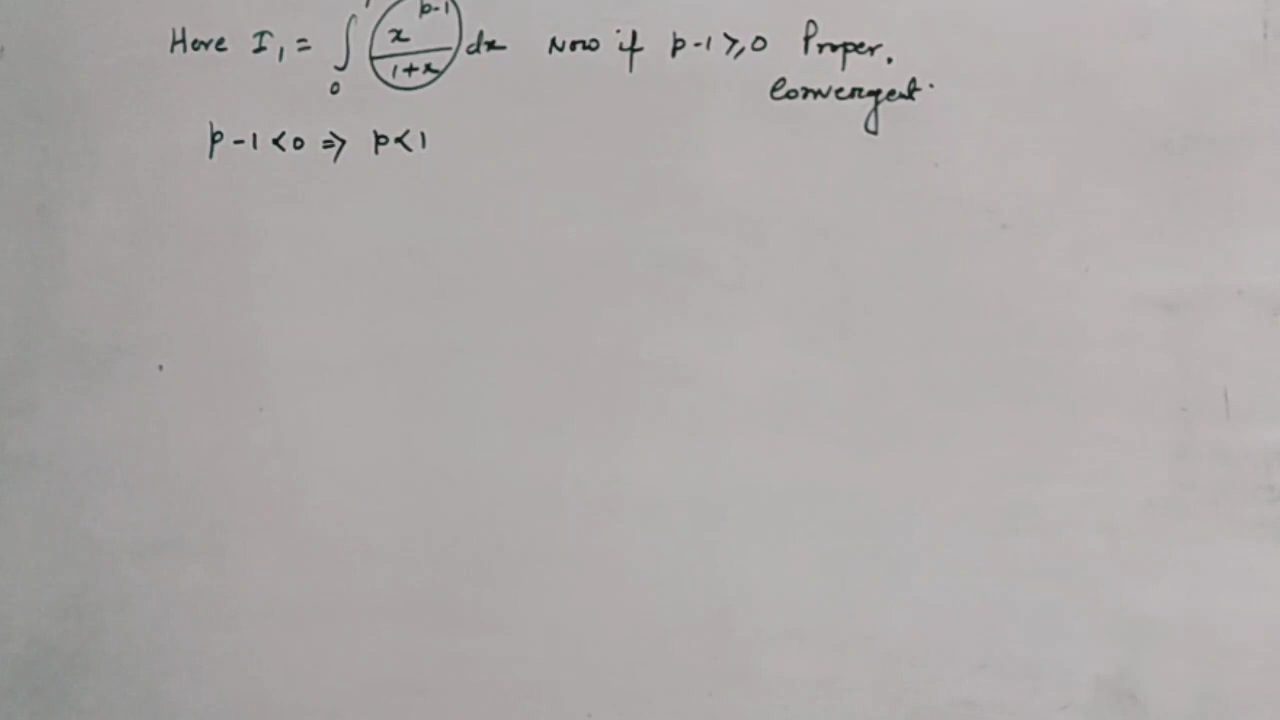 Here I₁ = ∫₀¹ (x^(p-1)/(1+x)) dx Now if p-1 ≥ 0 Proper.
Convergent.
p-1 < 0 ⇒ p < 1